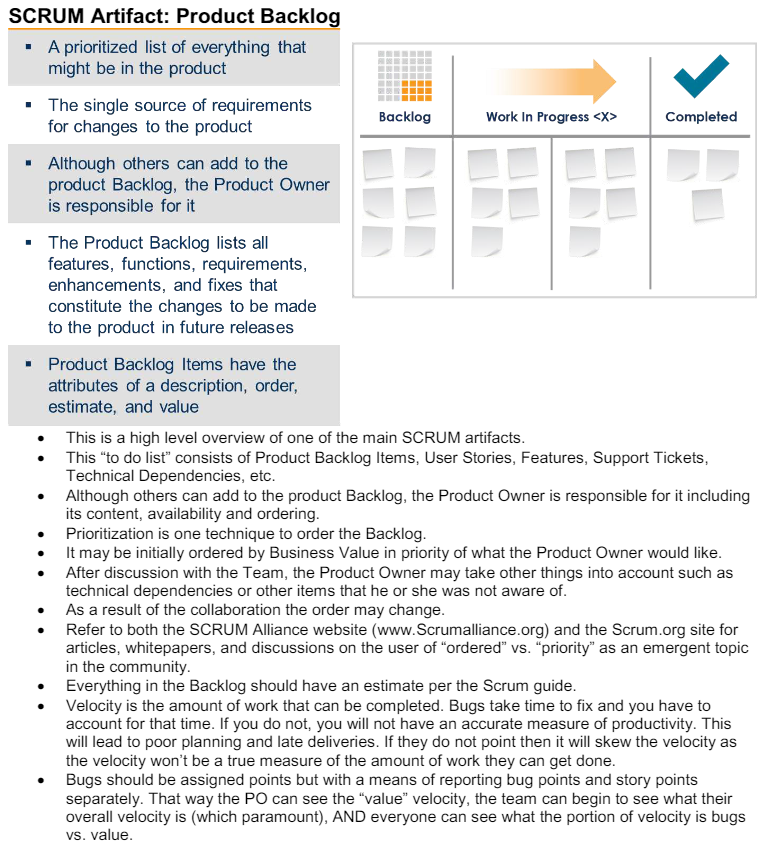 SCRUM Artifact: Product Backlog
▪ A prioritized list of everything that
might be in the product
▪ The single source of requirements
for changes to the product
▪ Although others can add to the
product Backlog, the Product Owner
is responsible for it
▪ The Product Backlog lists all
features, functions, requirements,
enhancements, and fixes that
constitute the changes to be made
to the product in future releases
▪ Product Backlog Items have the
attributes of a description, order,
estimate, and value
Backlog
Work In Progress <X>
Completed
• This is a high level overview of one of the main SCRUM artifacts.
• This “to do list” consists of Product Backlog Items, User Stories, Features, Support Tickets,
Technical Dependencies, etc.
• Although others can add to the product Backlog, the Product Owner is responsible for it including
its content, availability and ordering.
• Prioritization is one technique to order the Backlog.
• It may be initially ordered by Business Value in priority of what the Product Owner would like.
• After discussion with the Team, the Product Owner may take other things into account such as
technical dependencies or other items that he or she was not aware of.
• As a result of the collaboration the order may change.
• Refer to both the SCRUM Alliance website (www.Scrumalliance.org) and the Scrum.org site for
articles, whitepapers, and discussions on the user of “ordered” vs. “priority” as an emergent topic
in the community.
• Everything in the Backlog should have an estimate per the Scrum guide.
• Velocity is the amount of work that can be completed. Bugs take time to fix and you have to
account for that time. If you do not, you will not have an accurate measure of productivity. This
will lead to poor planning and late deliveries. If they do not point then it will skew the velocity as
the velocity won’t be a true measure of the amount of work they can get done.
• Bugs should be assigned points but with a means of reporting bug points and story points
separately. That way the PO can see the “value” velocity, the team can begin to see what their
overall velocity is (which paramount), AND everyone can see what the portion of velocity is bugs
vs. value.